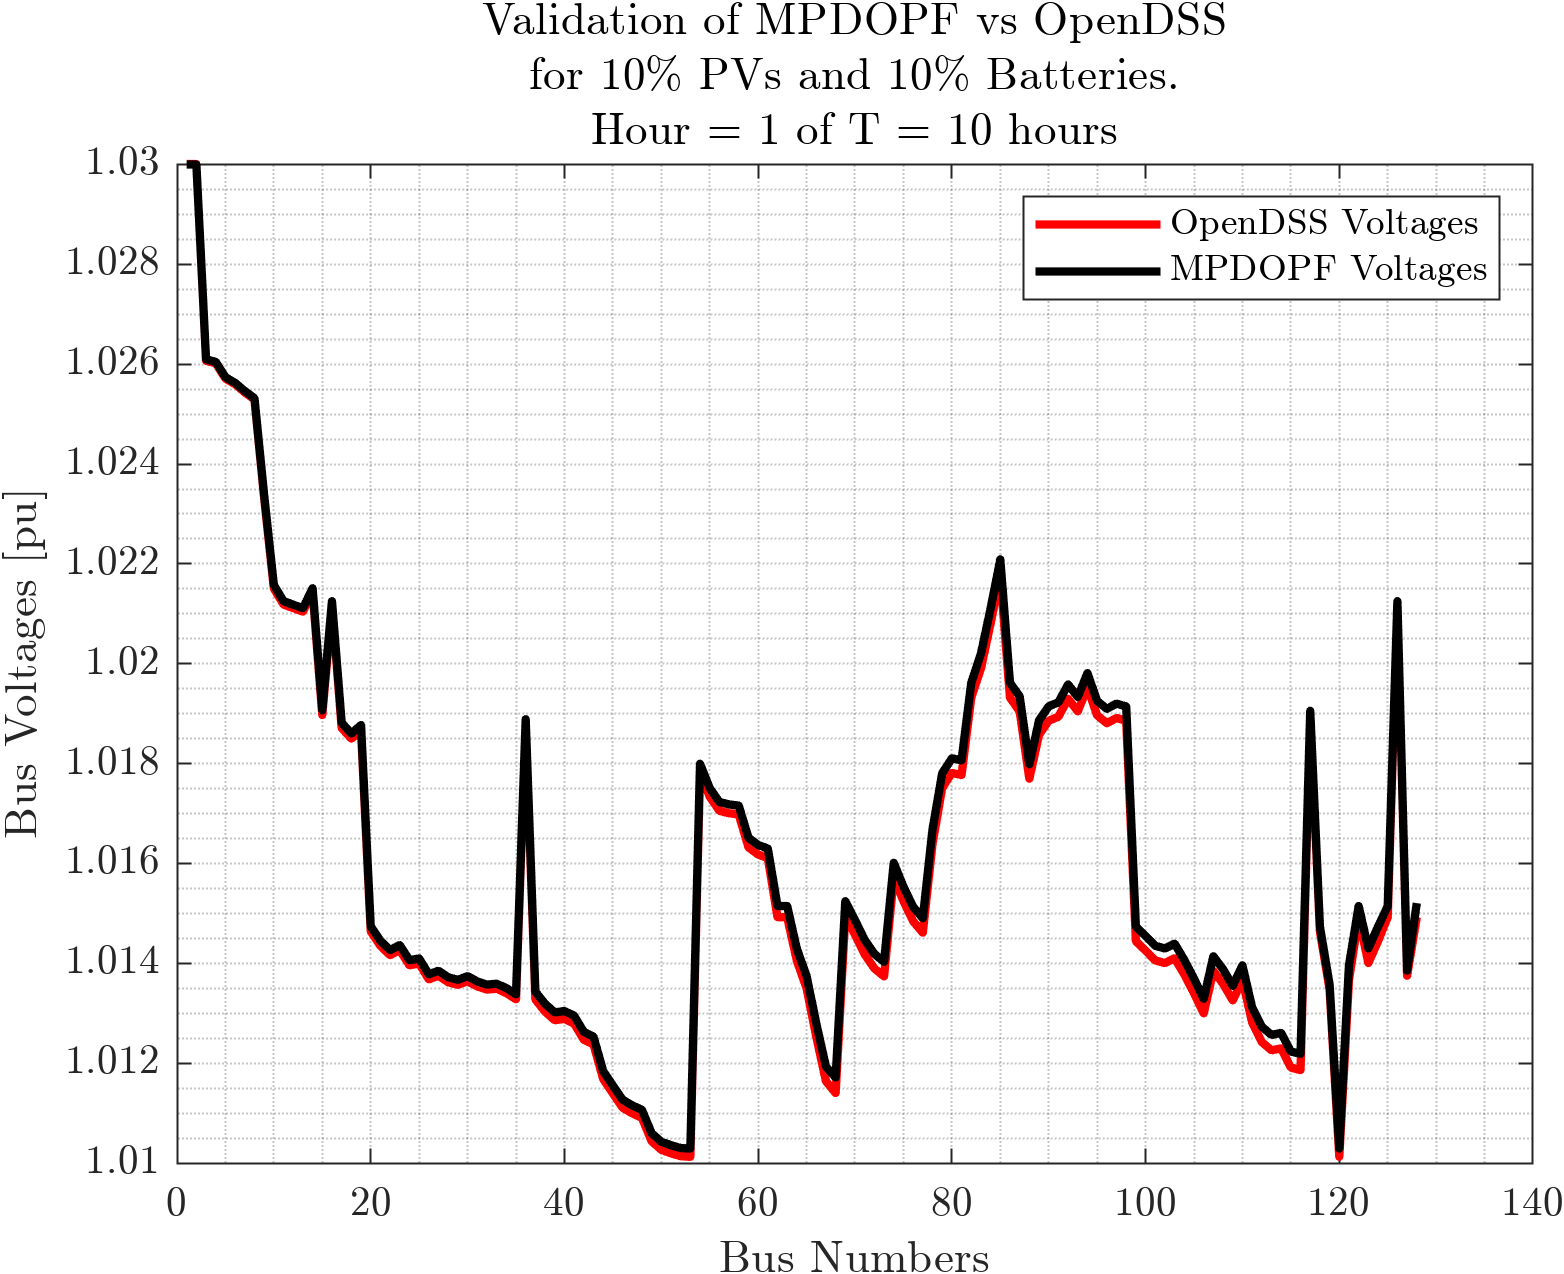 Validation of MPDOPF vs OpenDSS
for 10% PVs and 10% Batteries.
Hour = 1 of T = 10 hours
OpenDSS Voltages
MPDOPF Voltages
Bus Voltages [pu]
1.03
1.028
1.026
1.024
1.022
1.02
1.018
1.016
1.014
1.012
1.01
0 20 40 60 80 100 120 140
Bus Numbers